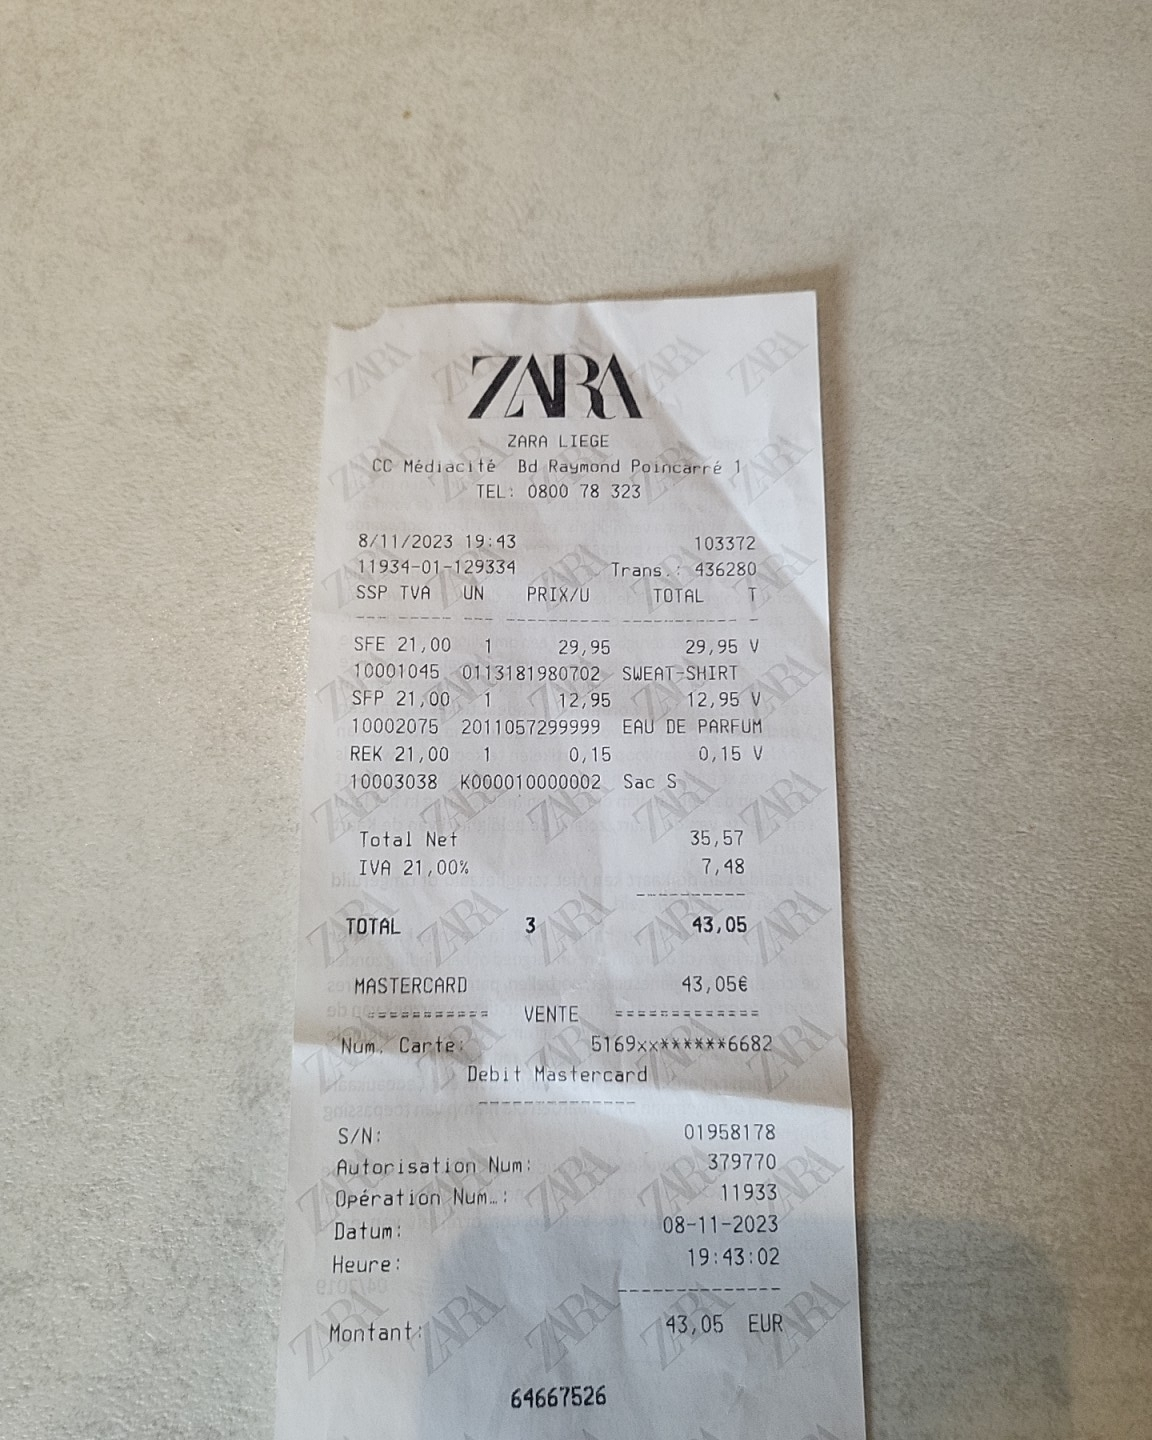 ZARA
ZARA LIEGE
CC Médiacité Bd Raymond Poincarré 1
TEL: 0800 78 323
8/11/2023 19:43 103372
11934-01-129334 Trans.: 436280
SSP TVA UN PRIX/U TOTAL T
SFE 21,00 1 29,95 29,95 V
10001045 0113181980702 SWEAT-SHIRT
SFP 21,00 1 12,95 12,95 V
10002075 2011057299999 EAU DE PARFUM
REK 21,00 1 0,15 0,15 V
10003038 K000010000002 Sac S
Total Net 35,57
IVA 21,00% 7,48
TOTAL 3 43,05
MASTERCARD 43,05€
=========== VENTE =============
Num. Carte: 5169xx******6682
Debit Mastercard
S/N: 01958178
Autorisation Num: 379770
Opération Num…: 11933
Datum: 08-11-2023
Heure: 19:43:02
Montant: 43,05 EUR
64667526